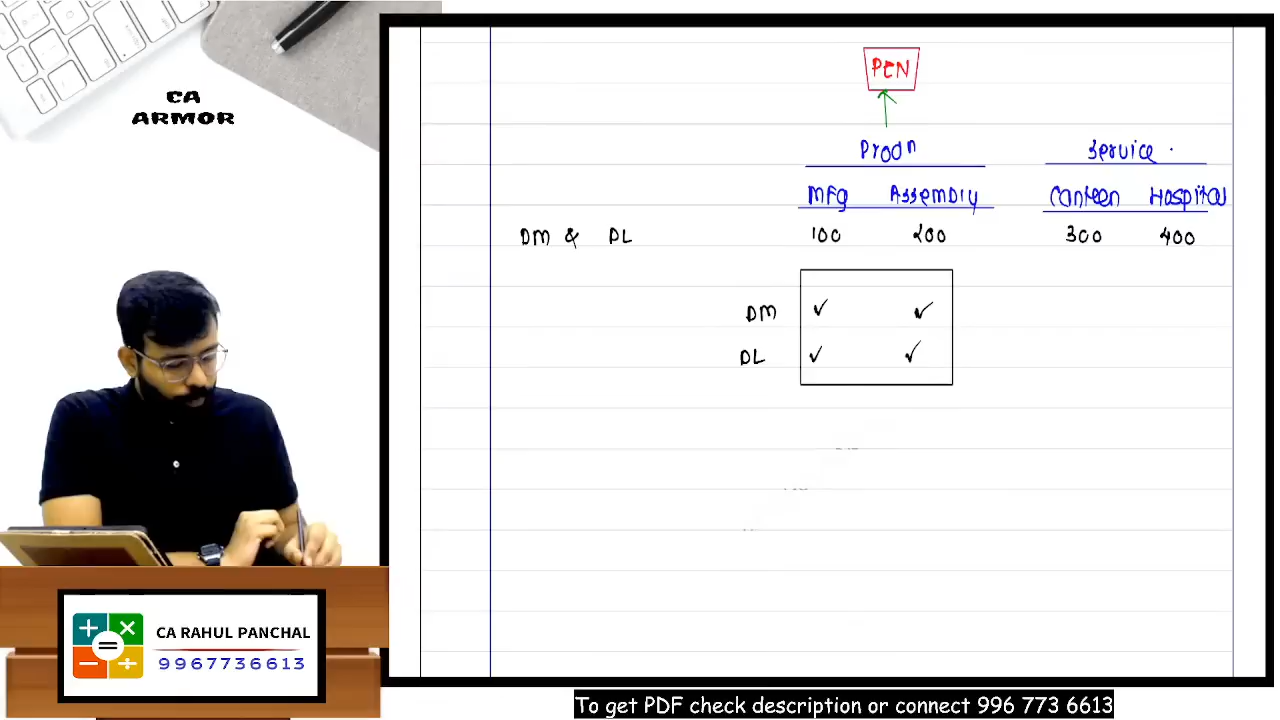 CA
ARMOR
PEN
Prodn Service
Mfg Assembly Canteen Hospital
DM & DL 100 200 300 400
DM ✓ ✓
DL ✓ ✓
CA RAHUL PANCHAL
9967736613
To get PDF check description or connect 996 773 6613